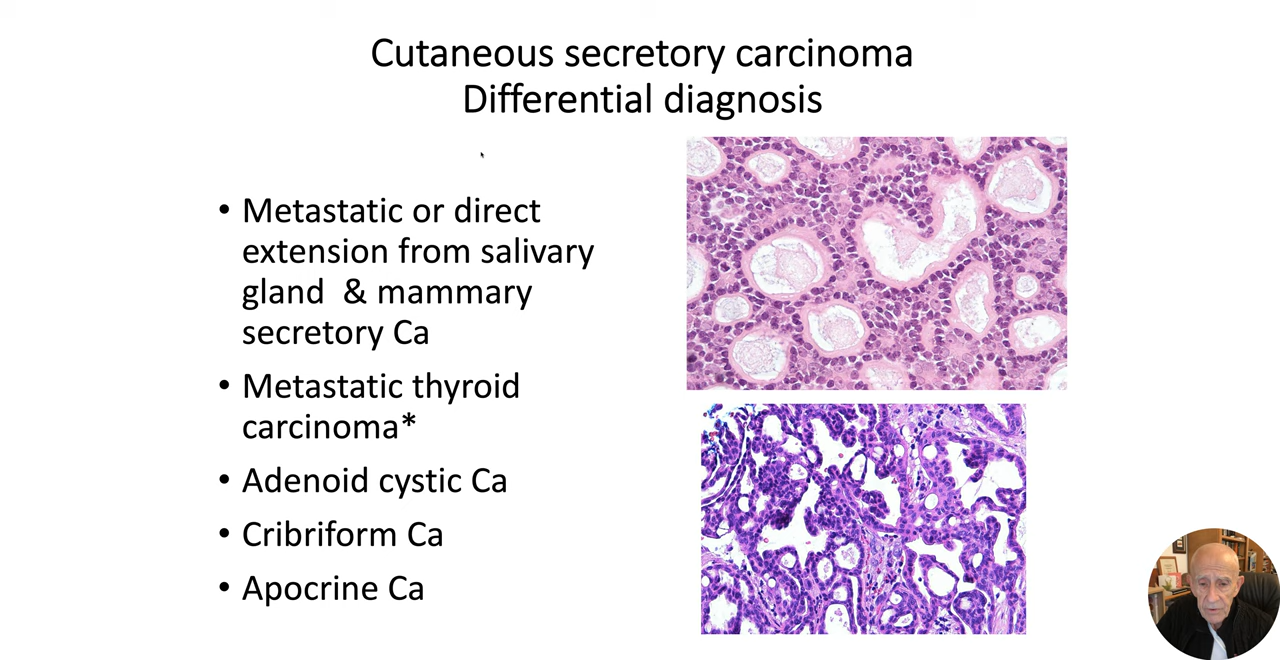 Cutaneous secretory carcinoma
Differential diagnosis
• Metastatic or direct
extension from salivary
gland & mammary
secretory Ca
• Metastatic thyroid
carcinoma*
• Adenoid cystic Ca
• Cribriform Ca
• Apocrine Ca